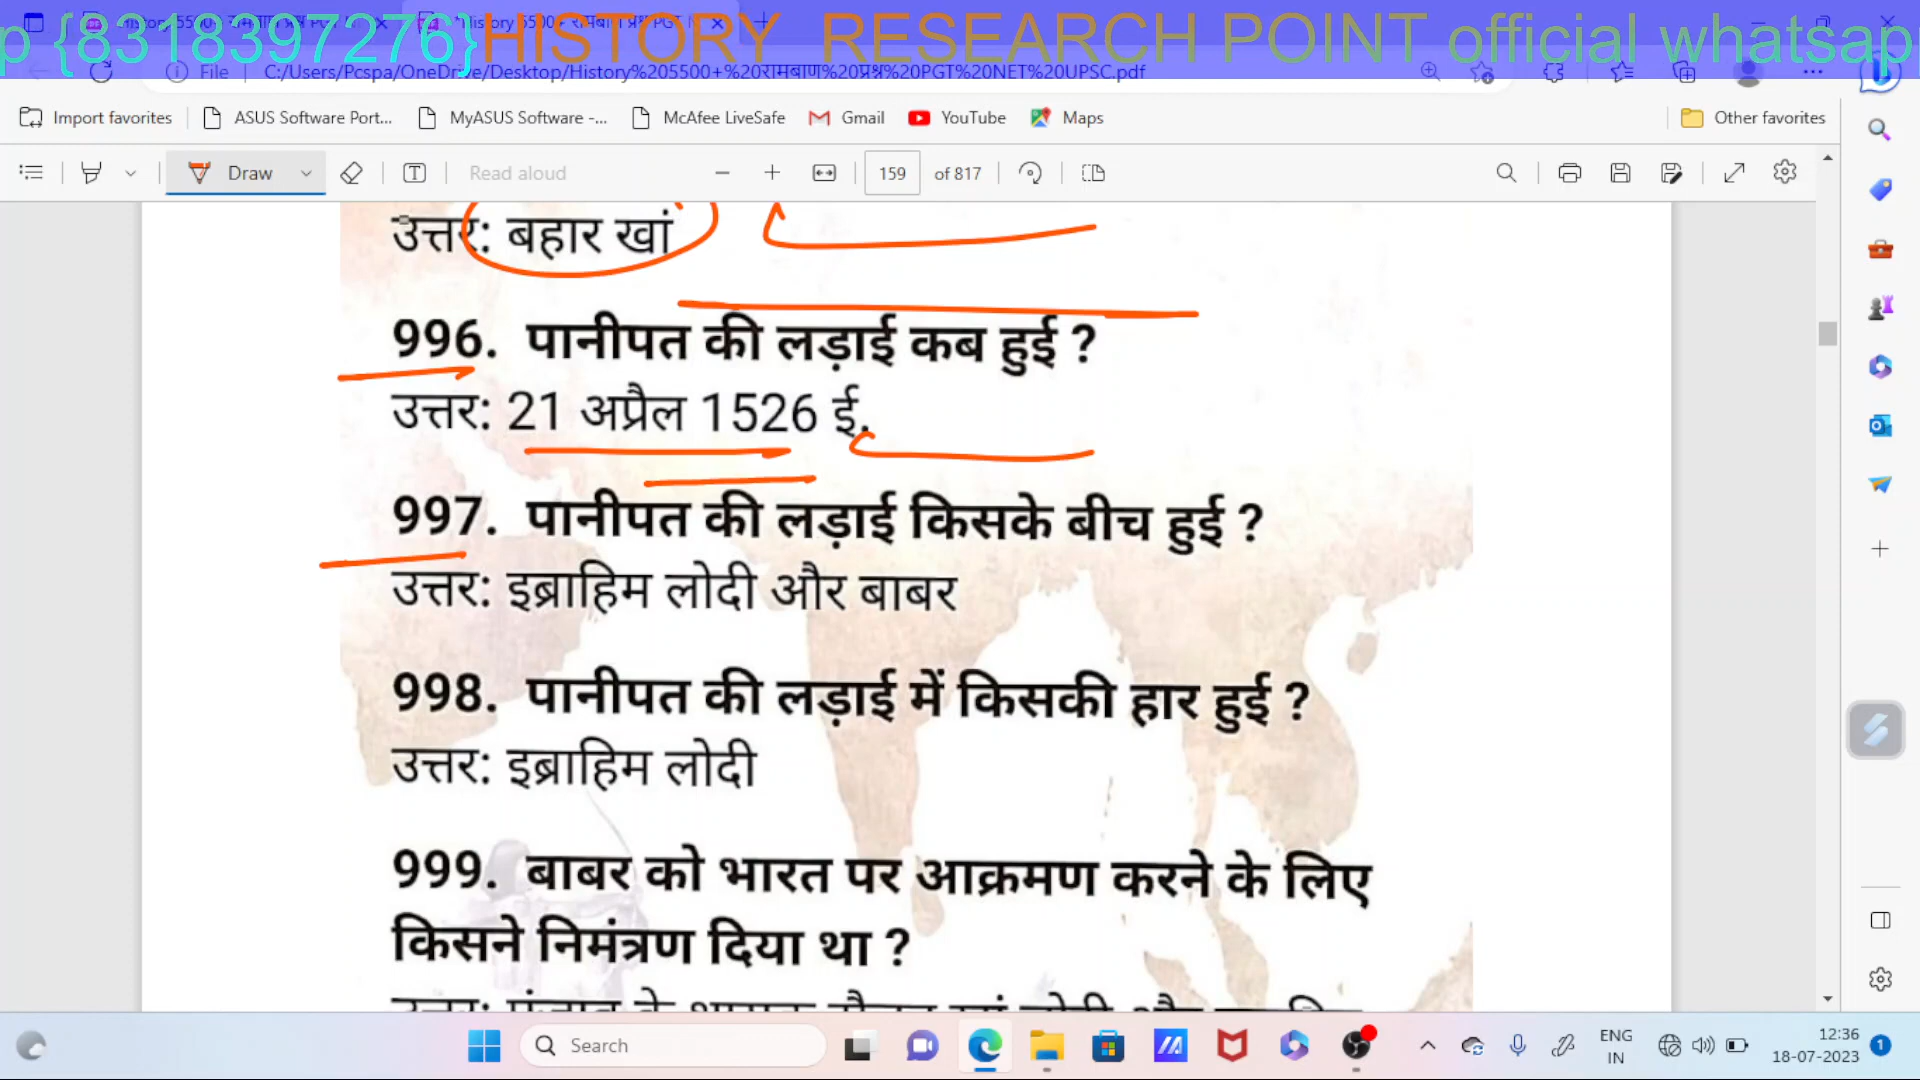 p {8318397276}HISTORY RESEARCH POINT official whatsap
File C:/Users/Pcspa/OneDrive/Desktop/History%205500+%20रामबाण%20प्रश्न%20PGT%20NET%20UPSC.pdf
Import favorites ASUS Software Port... MyASUS Software -... McAfee LiveSafe Gmail YouTube Maps Other favorites
Draw Read aloud 159 of 817
उत्तर: बहार खां
996. पानीपत की लड़ाई कब हुई ?
उत्तर: 21 अप्रैल 1526 ई.
997. पानीपत की लड़ाई किसके बीच हुई ?
उत्तर: इब्राहिम लोदी और बाबर
998. पानीपत की लड़ाई में किसकी हार हुई ?
उत्तर: इब्राहिम लोदी
999. बाबर को भारत पर आक्रमण करने के लिए
किसने निमंत्रण दिया था ?
Search
ENG
IN
12:36
18-07-2023
1